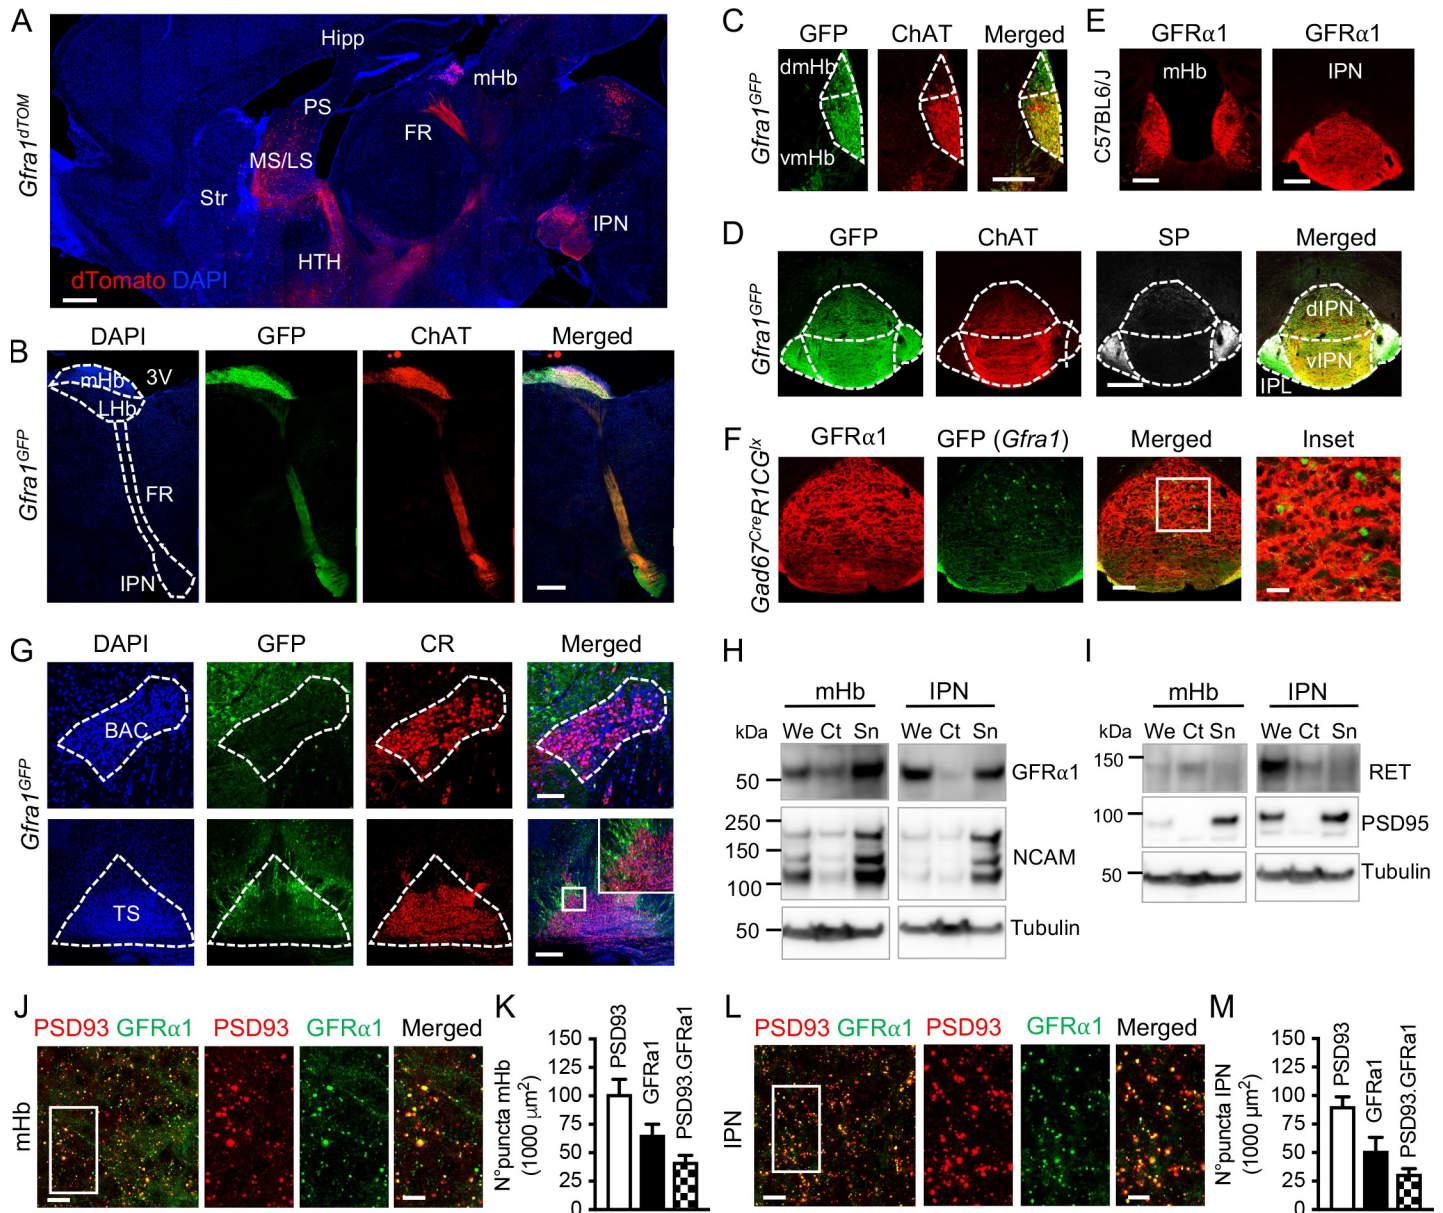 A
Gfra1dTOM
Hipp
mHb
PS
FR
MS/LS
Str
IPN
HTH
dTomato DAPI
B
DAPI GFP ChAT Merged
Gfra1GFP
mHb 3V
LHb
FR
IPN
C
GFP ChAT Merged
Gfra1GFP
dmHb
vmHb
D
GFP ChAT SP Merged
Gfra1GFP
dIPN
vIPN
IPL
E
GFRα1 GFRα1
C57BL6/J
mHb IPN
F
GFRα1 GFP (Gfra1) Merged Inset
Gad67CreR1CGlx
G
DAPI GFP CR Merged
Gfra1GFP
BAC
TS
H
mHb IPN
kDa We Ct Sn We Ct Sn
50 GFRα1
250
150 NCAM
100
50 Tubulin
I
mHb IPN
kDa We Ct Sn We Ct Sn
150 RET
100 PSD95
50 Tubulin
J
PSD93 GFRα1 PSD93 GFRα1 Merged
mHb
K
N°puncta mHb
(1000 µm2)
150
125
100
75
50
25
0
PSD93
GFRa1
PSD93.GFRa1
L
PSD93 GFRα1 PSD93 GFRα1 Merged
IPN
M
N°puncta IPN
(1000 µm2)
150
125
100
75
50
25
0
PSD93
GFRa1
PSD93.GFRa1